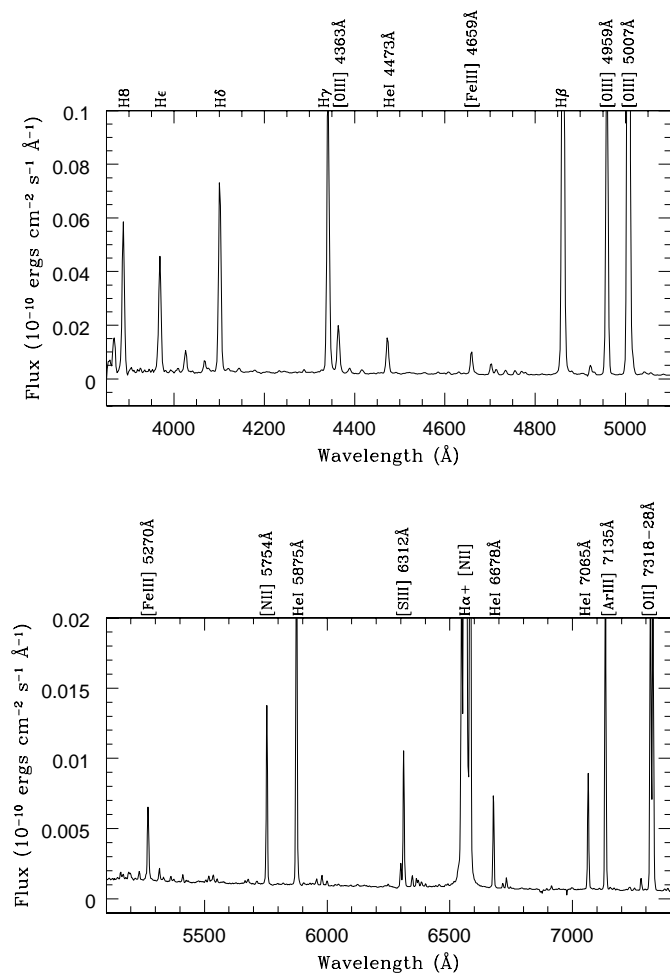 H8
Hϵ
Hδ
Hγ
[OIII] 4363Å
HeI 4473Å
[FeIII] 4659Å
Hβ
[OIII] 4959Å
[OIII] 5007Å
0.1
0.08
0.06
0.04
0.02
0
Flux (10⁻¹⁰ ergs cm⁻² s⁻¹ Å⁻¹)
4000 4200 4400 4600 4800 5000
Wavelength (Å)
[FeIII] 5270Å
[NII] 5754Å
HeI 5875Å
[SIII] 6312Å
Hα+ [NII]
HeI 6678Å
HeI 7065Å
[ArIII] 7135Å
[OII] 7318-28Å
0.02
0.015
0.01
0.005
0
Flux (10⁻¹⁰ ergs cm⁻² s⁻¹ Å⁻¹)
5500 6000 6500 7000
Wavelength (Å)